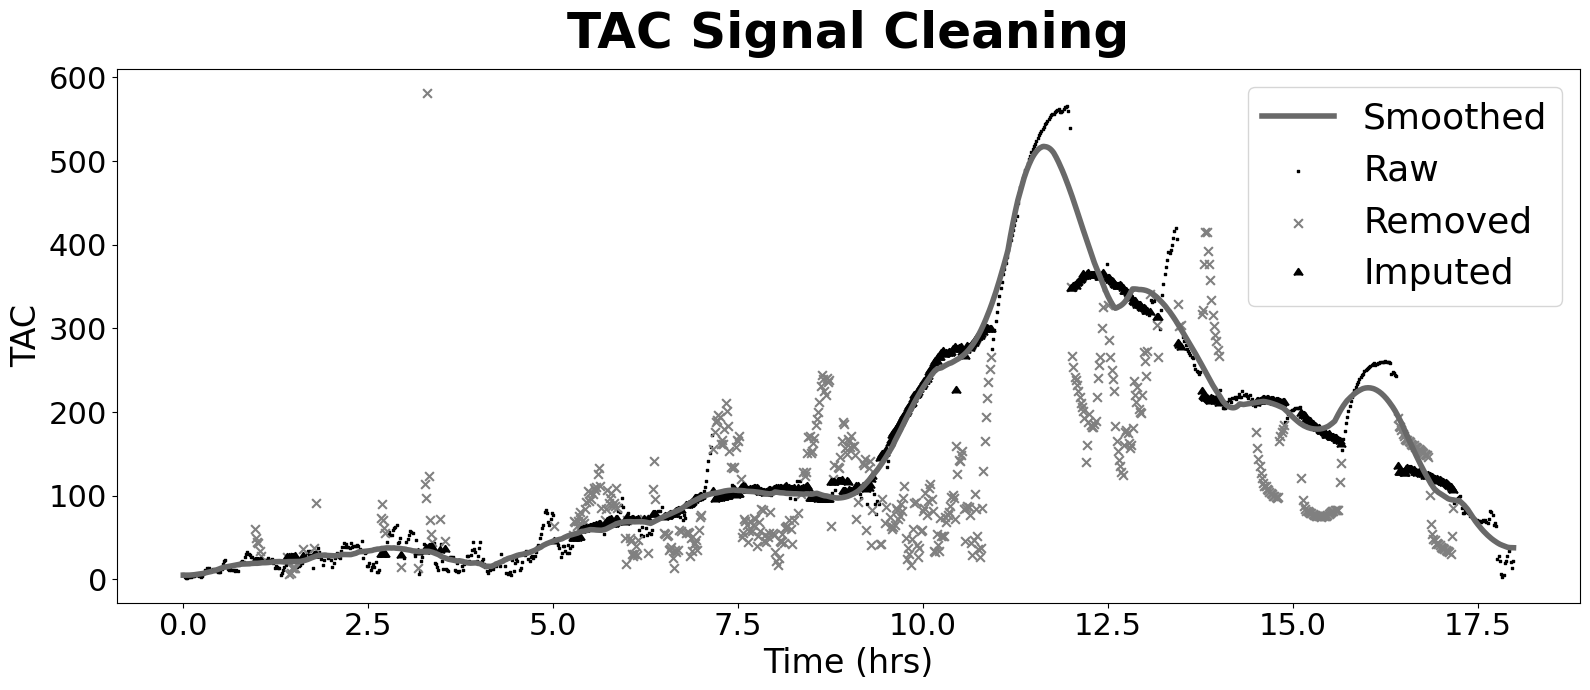 TAC Signal Cleaning
600
500
400
300
200
100
0
TAC
Smoothed
Raw
Removed
Imputed
0.0 2.5 5.0 7.5 10.0 12.5 15.0 17.5
Time (hrs)